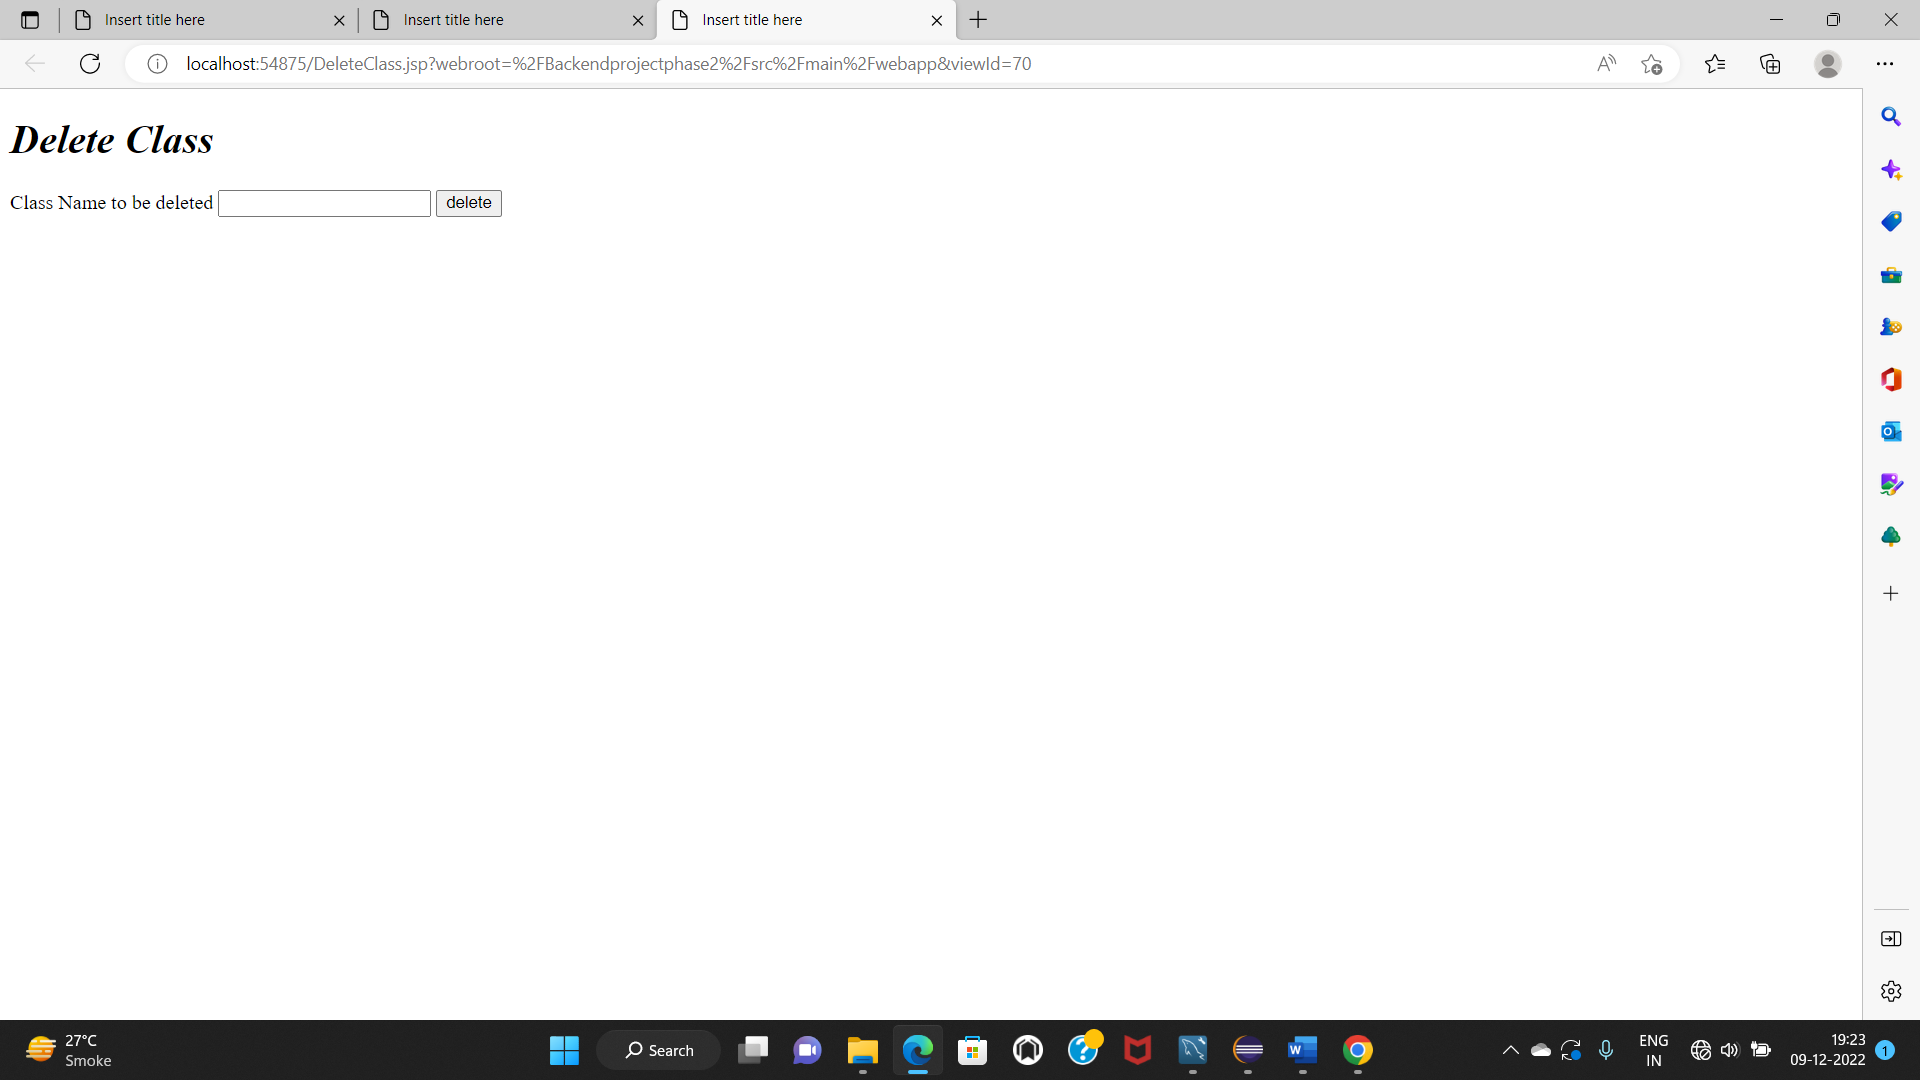 Insert title here
Insert title here
Insert title here
localhost:54875/DeleteClass.jsp?webroot=%2FBackendprojectphase2%2Fsrc%2Fmain%2Fwebapp&viewId=70
Delete Class
Class Name to be deleted delete
27°C
Smoke
Search
ENG
IN
19:23
09-12-2022
1